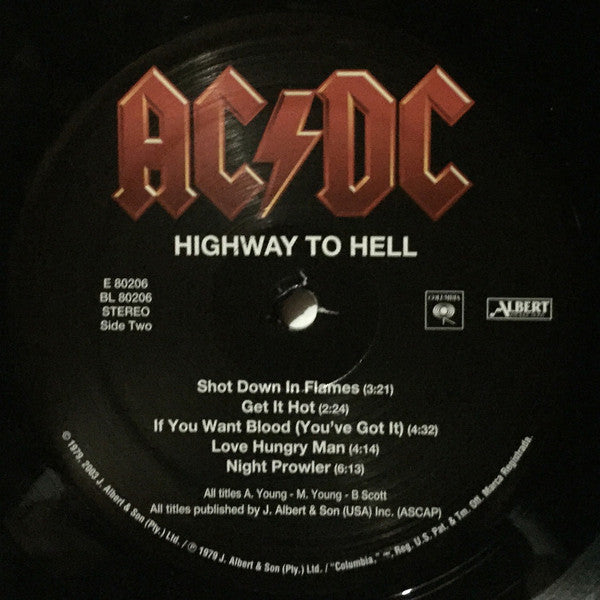 AC⚡DC
HIGHWAY TO HELL
E 80206
BL 80206
STEREO
Side Two
COLUMBIA
ALBERT
Shot Down In Flames (3:21)
Get It Hot (2:24)
If You Want Blood (You've Got It) (4:32)
Love Hungry Man (4:14)
Night Prowler (6:13)
All titles A. Young - M. Young - B Scott
All titles published by J. Albert & Son (USA) Inc. (ASCAP)
© 1979, 2003 J. Albert & Son (Pty.) Ltd. / ℗ 1979 J. Albert & Son (Pty.) Ltd. / "Columbia," Reg. U.S. Pat. & Tm. Off. Marca Registrada.